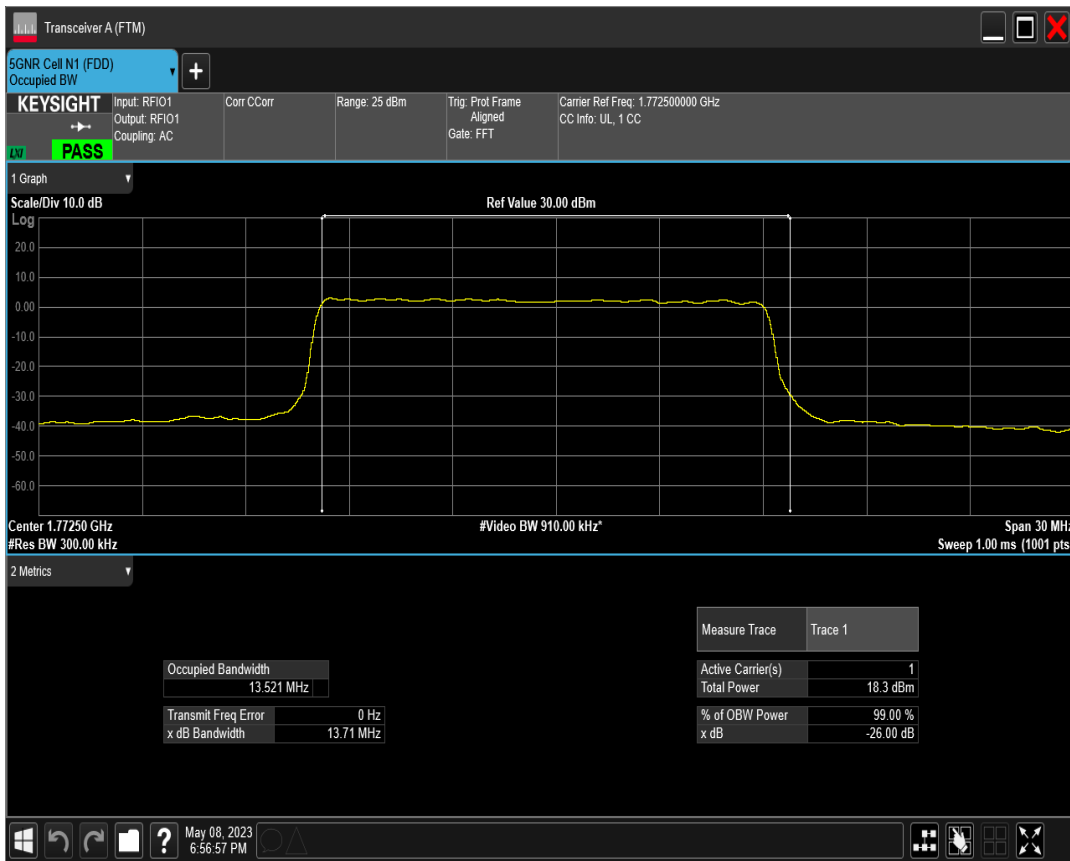 Transceiver A (FTM)
5GNR Cell N1 (FDD)
Occupied BW
+
KEYSIGHT
LXI
PASS
Input: RFIO1
Output: RFIO1
Coupling: AC
Corr CCorr
Range: 25 dBm
Trig: Prot Frame
Aligned
Gate: FFT
Carrier Ref Freq: 1.772500000 GHz
CC Info: UL, 1 CC
1 Graph
Scale/Div 10.0 dB
Ref Value 30.00 dBm
Log
20.0
10.0
0.00
-10.0
-20.0
-30.0
-40.0
-50.0
-60.0
Center 1.77250 GHz
#Video BW 910.00 kHz*
Span 30 MHz
#Res BW 300.00 kHz
Sweep 1.00 ms (1001 pts
2 Metrics
Measure Trace Trace 1
Occupied Bandwidth
13.521 MHz
Active Carrier(s) 1
Total Power 18.3 dBm
Transmit Freq Error 0 Hz
x dB Bandwidth 13.71 MHz
% of OBW Power 99.00 %
x dB -26.00 dB
?
May 08, 2023
6:56:57 PM